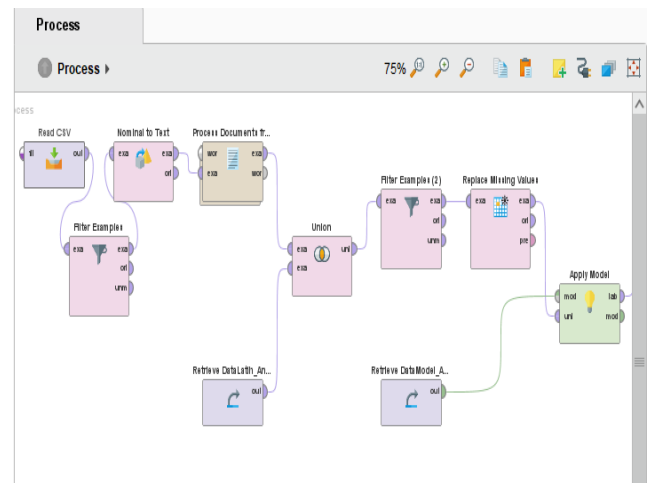 Process
Process
75%
ocess
Read CSV
fil
out
Nominal to Text
exa
exa
ori
Process Documents fr...
wor
exa
exa
wor
Filter Examples
exa
exa
ori
unm
Union
exa
uni
exa
Filter Examples (2)
exa
exa
ori
unm
Replace Missing Values
exa
exa
ori
pre
Apply Model
mod
lab
uni
mod
Retrieve DataLatih_An...
out
Retrieve DataModel_A...
out